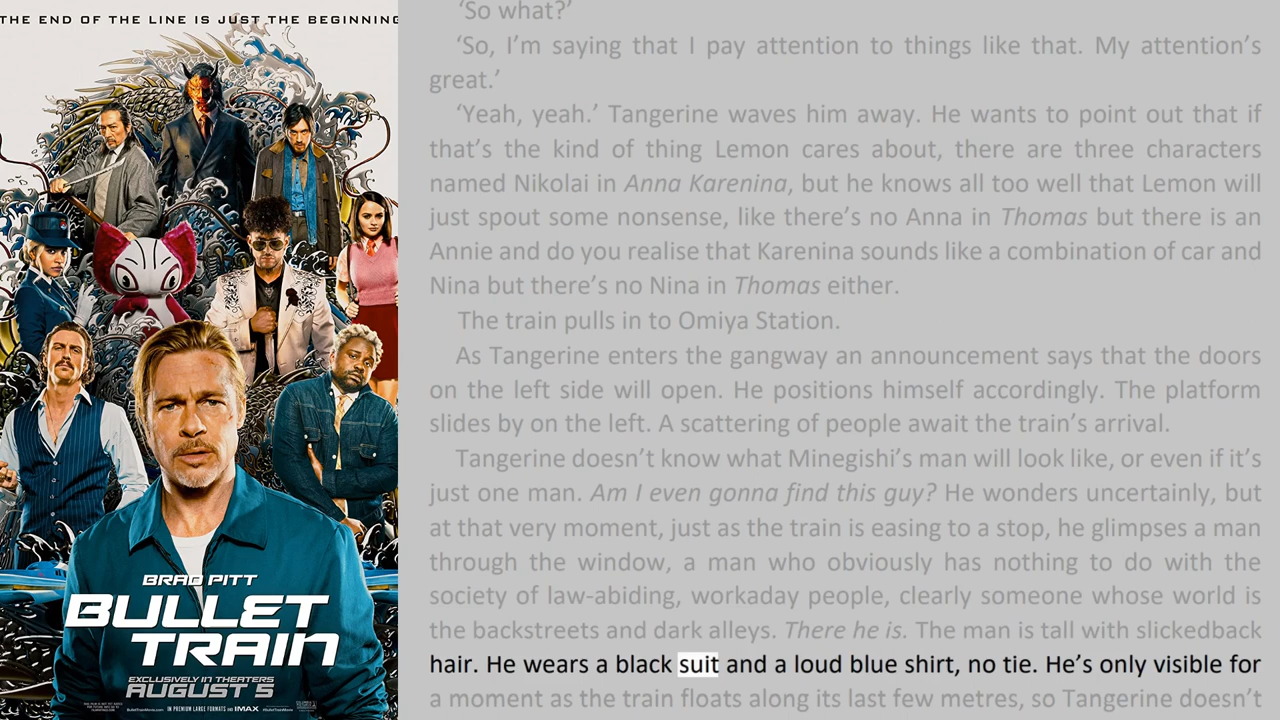 THE END OF THE LINE IS JUST THE BEGINNING
BRAD PITT
BULLET
TRAIN
EXCLUSIVELY IN THEATERS
AUGUST 5
IN PREMIUM LARGE FORMATS AND IMAX
‘So what?’
‘So, I’m saying that I pay attention to things like that. My attention’s
great.’
‘Yeah, yeah.’ Tangerine waves him away. He wants to point out that if
that’s the kind of thing Lemon cares about, there are three characters
named Nikolai in Anna Karenina, but he knows all too well that Lemon will
just spout some nonsense, like there’s no Anna in Thomas but there is an
Annie and do you realise that Karenina sounds like a combination of car and
Nina but there’s no Nina in Thomas either.
The train pulls in to Omiya Station.
As Tangerine enters the gangway an announcement says that the doors
on the left side will open. He positions himself accordingly. The platform
slides by on the left. A scattering of people await the train’s arrival.
Tangerine doesn’t know what Minegishi’s man will look like, or even if it’s
just one man. Am I even gonna find this guy? He wonders uncertainly, but
at that very moment, just as the train is easing to a stop, he glimpses a man
through the window, a man who obviously has nothing to do with the
society of law-abiding, workaday people, clearly someone whose world is
the backstreets and dark alleys. There he is. The man is tall with slickedback
hair. He wears a black suit and a loud blue shirt, no tie. He’s only visible for
a moment as the train floats along its last few meters, so Tangerine doesn’t